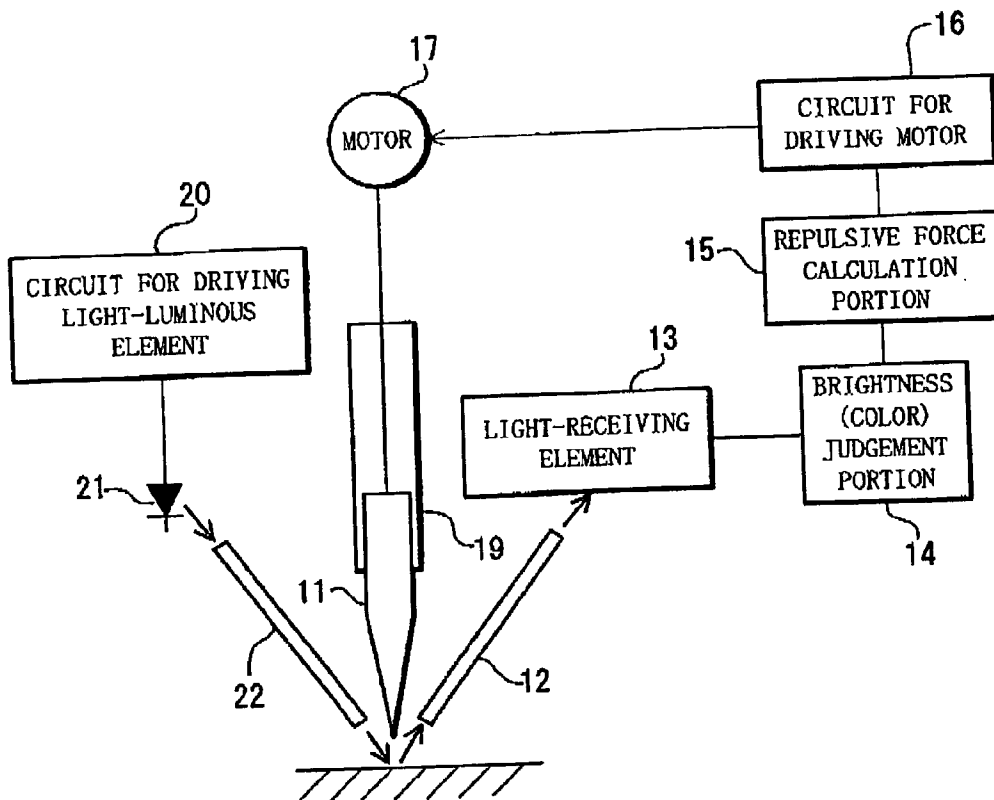 16
17
CIRCUIT FOR
DRIVING MOTOR
MOTOR
20
15
REPULSIVE FORCE
CALCULATION
PORTION
CIRCUIT FOR DRIVING
LIGHT-LUMINOUS
ELEMENT
13
LIGHT-RECEIVING
ELEMENT
BRIGHTNESS
(COLOR)
JUDGEMENT
PORTION
21
19
14
11
22
12